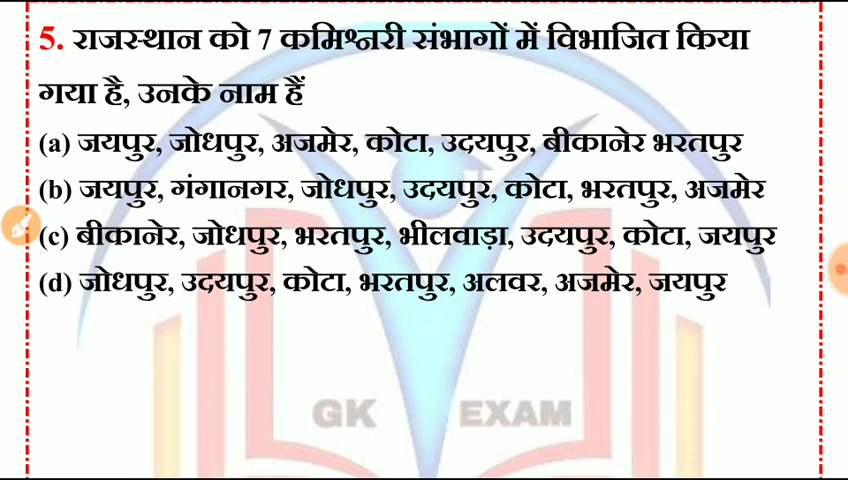 5. राजस्थान को 7 कमिश्नरी संभागों में विभाजित किया
गया है, उनके नाम हैं
(a) जयपुर, जोधपुर, अजमेर, कोटा, उदयपुर, बीकानेर भरतपुर
(b) जयपुर, गंगानगर, जोधपुर, उदयपुर, कोटा, भरतपुर, अजमेर
(c) बीकानेर, जोधपुर, भरतपुर, भीलवाड़ा, उदयपुर, कोटा, जयपुर
(d) जोधपुर, उदयपुर, कोटा, भरतपुर, अलवर, अजमेर, जयपुर
GK EXAM